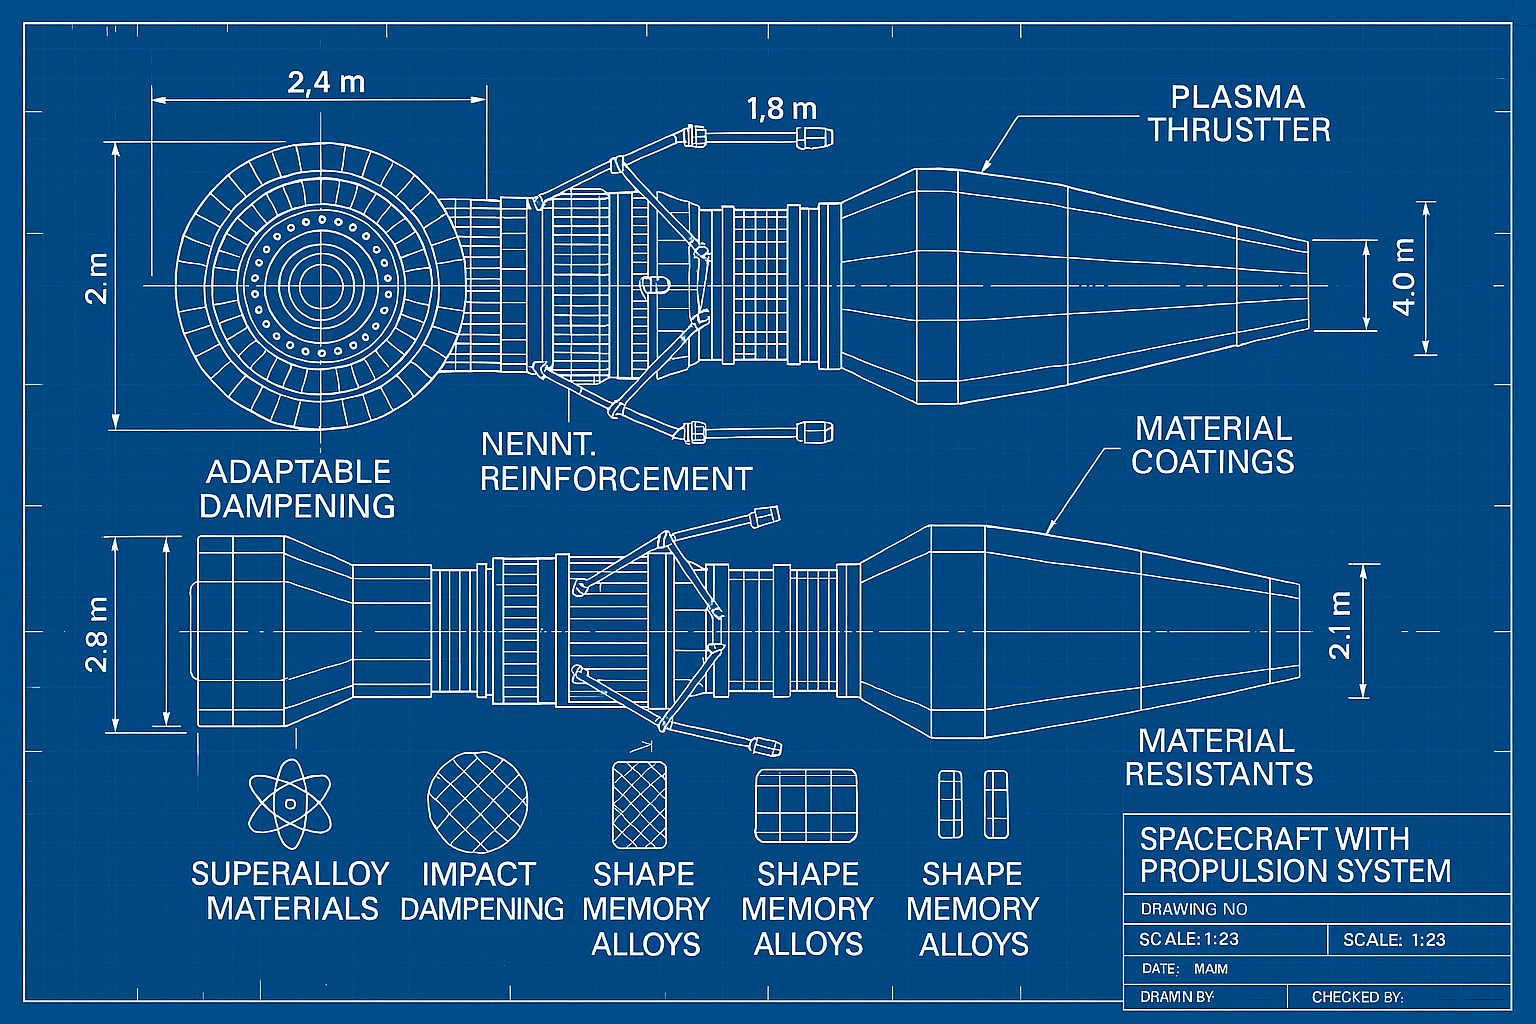 2,4 m
1,8 m
PLASMA
THRUSTTER
2.m
4.0 m
NENNT.
REINFORCEMENT
ADAPTABLE
DAMPENING
MATERIAL
COATINGS
2.8 m
2.1 m
MATERIAL
RESISTANTS
SUPERALLOY
MATERIALS
IMPACT
DAMPENING
SHAPE
MEMORY
ALLOYS
SHAPE
MEMORY
ALLOYS
SHAPE
MEMORY
ALLOYS
SPACECRAFT WITH
PROPULSION SYSTEM
DRAWING NO
SCALE: 1:23
SCALE: 1:23
DATE: MAIM
DRAMN BY
CHECKED BY: